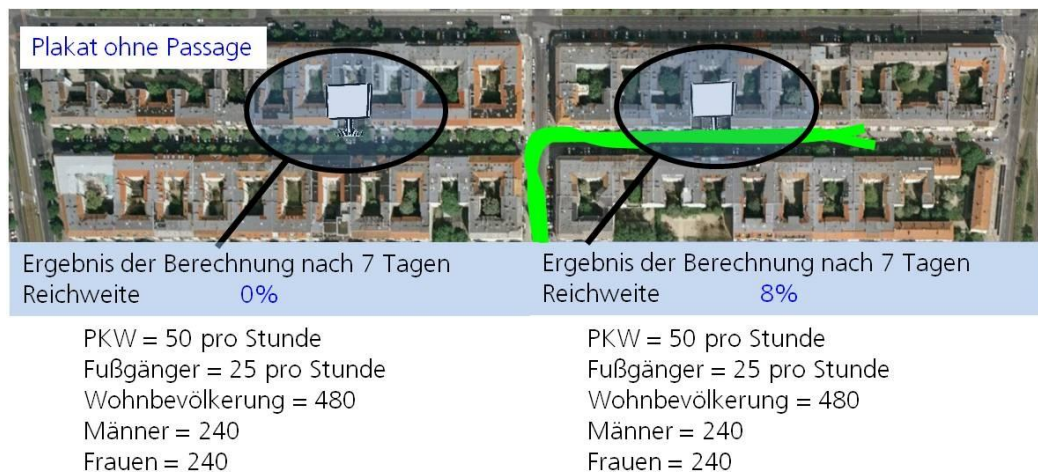 Plakat ohne Passage
Ergebnis der Berechnung nach 7 Tagen
Reichweite 0%
PKW = 50 pro Stunde
Fußgänger = 25 pro Stunde
Wohnbevölkerung = 480
Männer = 240
Frauen = 240
Ergebnis der Berechnung nach 7 Tagen
Reichweite 8%
PKW = 50 pro Stunde
Fußgänger = 25 pro Stunde
Wohnbevölkerung = 480
Männer = 240
Frauen = 240